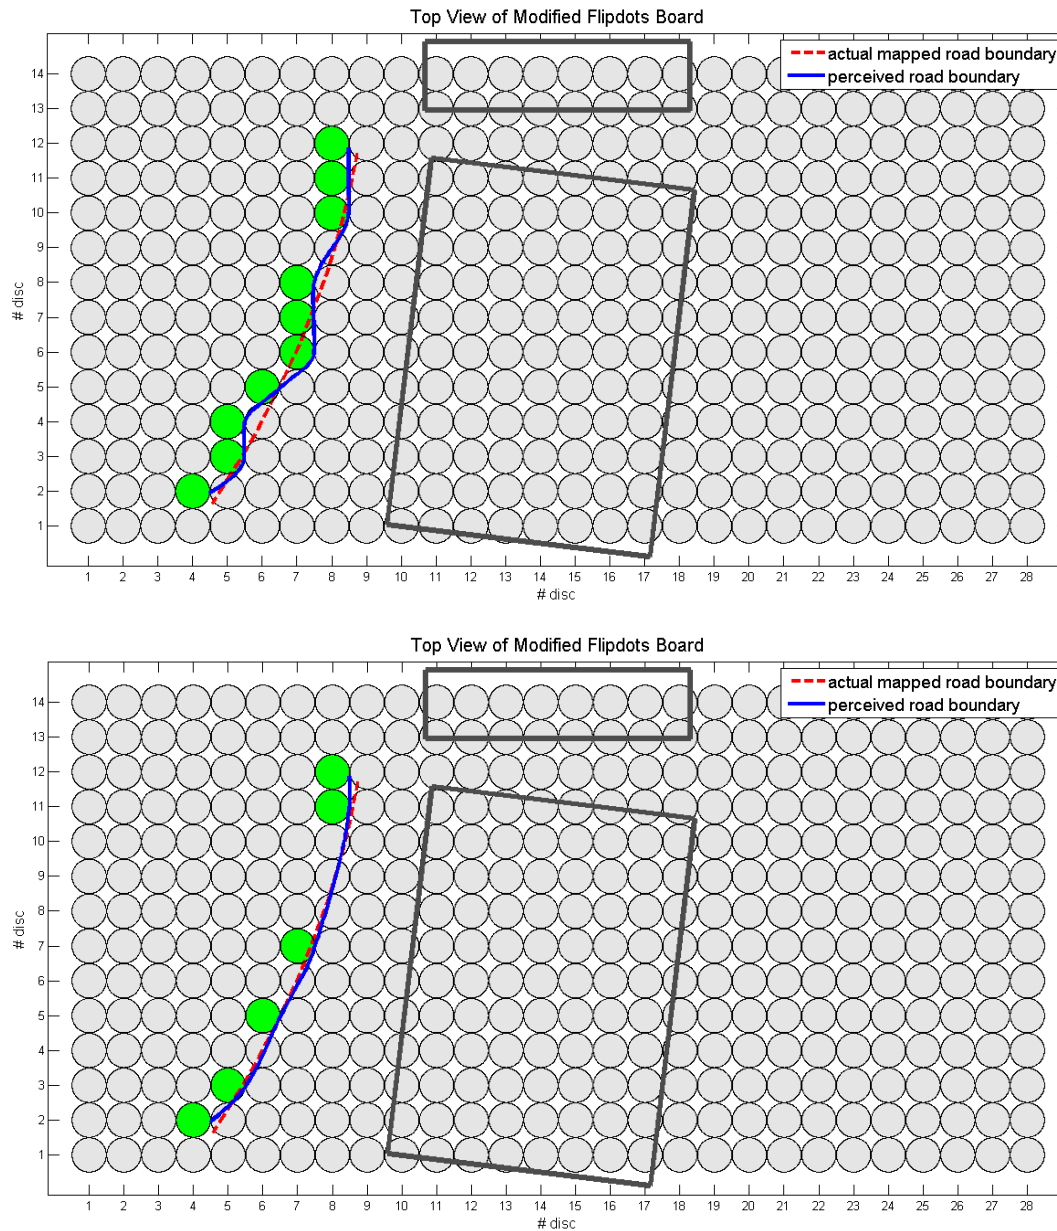 Top View of Modified Flipdots Board
actual mapped road boundary
perceived road boundary
14
13
12
11
10
9
8
7
6
5
4
3
2
1
# disc
1 2 3 4 5 6 7 8 9 10 11 12 13 14 15 16 17 18 19 20 21 22 23 24 25 26 27 28
# disc
Top View of Modified Flipdots Board
actual mapped road boundary
perceived road boundary
14
13
12
11
10
9
8
7
6
5
4
3
2
1
# disc
1 2 3 4 5 6 7 8 9 10 11 12 13 14 15 16 17 18 19 20 21 22 23 24 25 26 27 28
# disc